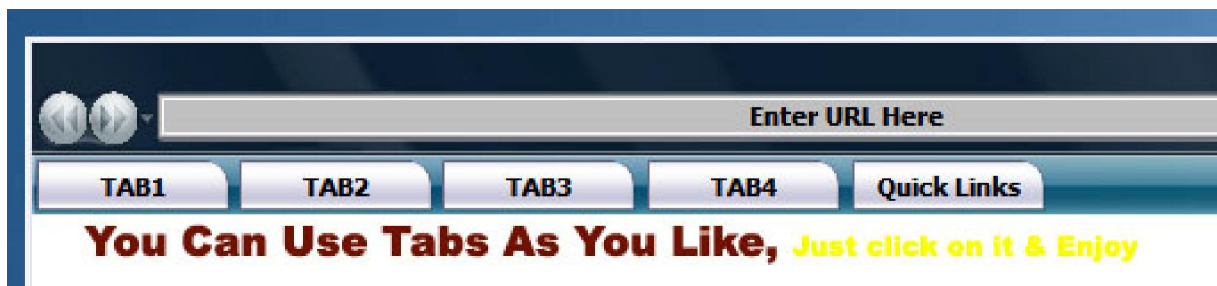 Enter URL Here
TAB1 TAB2 TAB3 TAB4 Quick Links
You Can Use Tabs As You Like, Just click on it & Enjoy